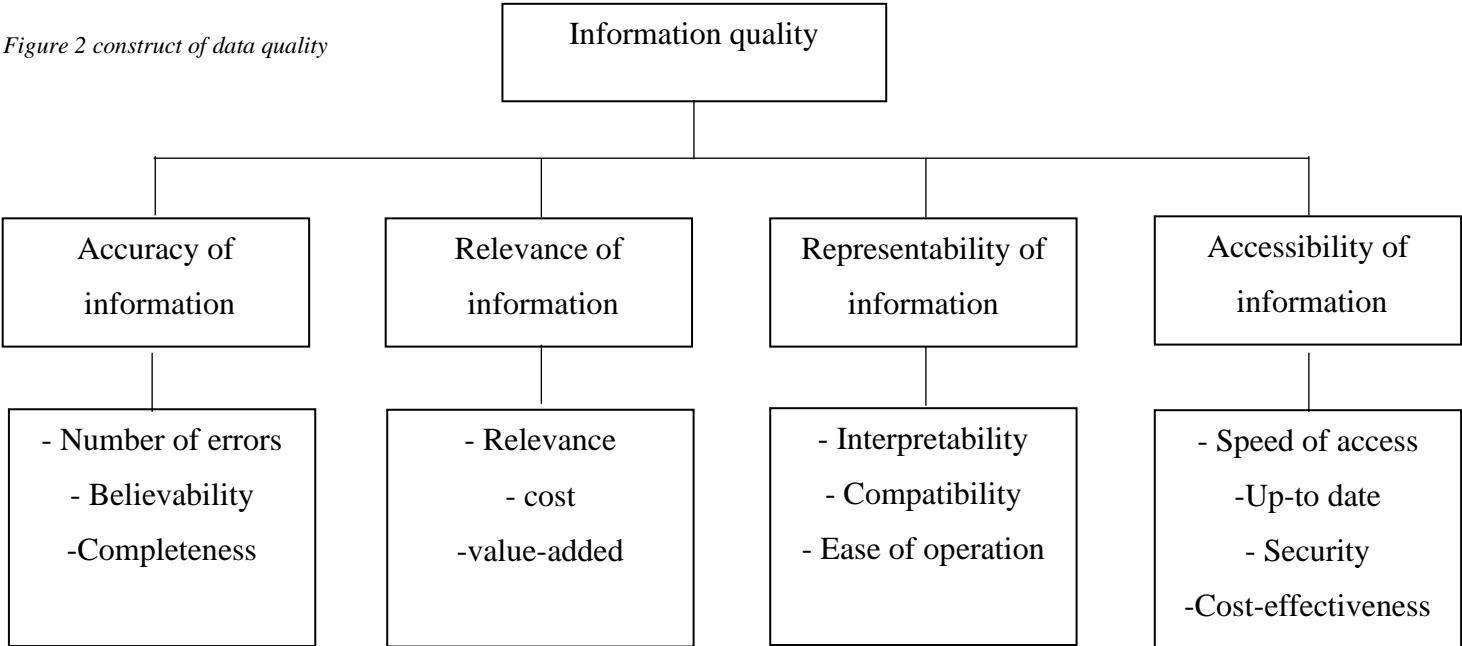 Figure 2 construct of data quality
Information quality
Accuracy of
information
Relevance of
information
Representability of
information
Accessibility of
information
- Number of errors
- Believability
-Completeness
- Relevance
- cost
-value-added
- Interpretability
- Compatibility
- Ease of operation
- Speed of access
-Up-to date
- Security
-Cost-effectiveness